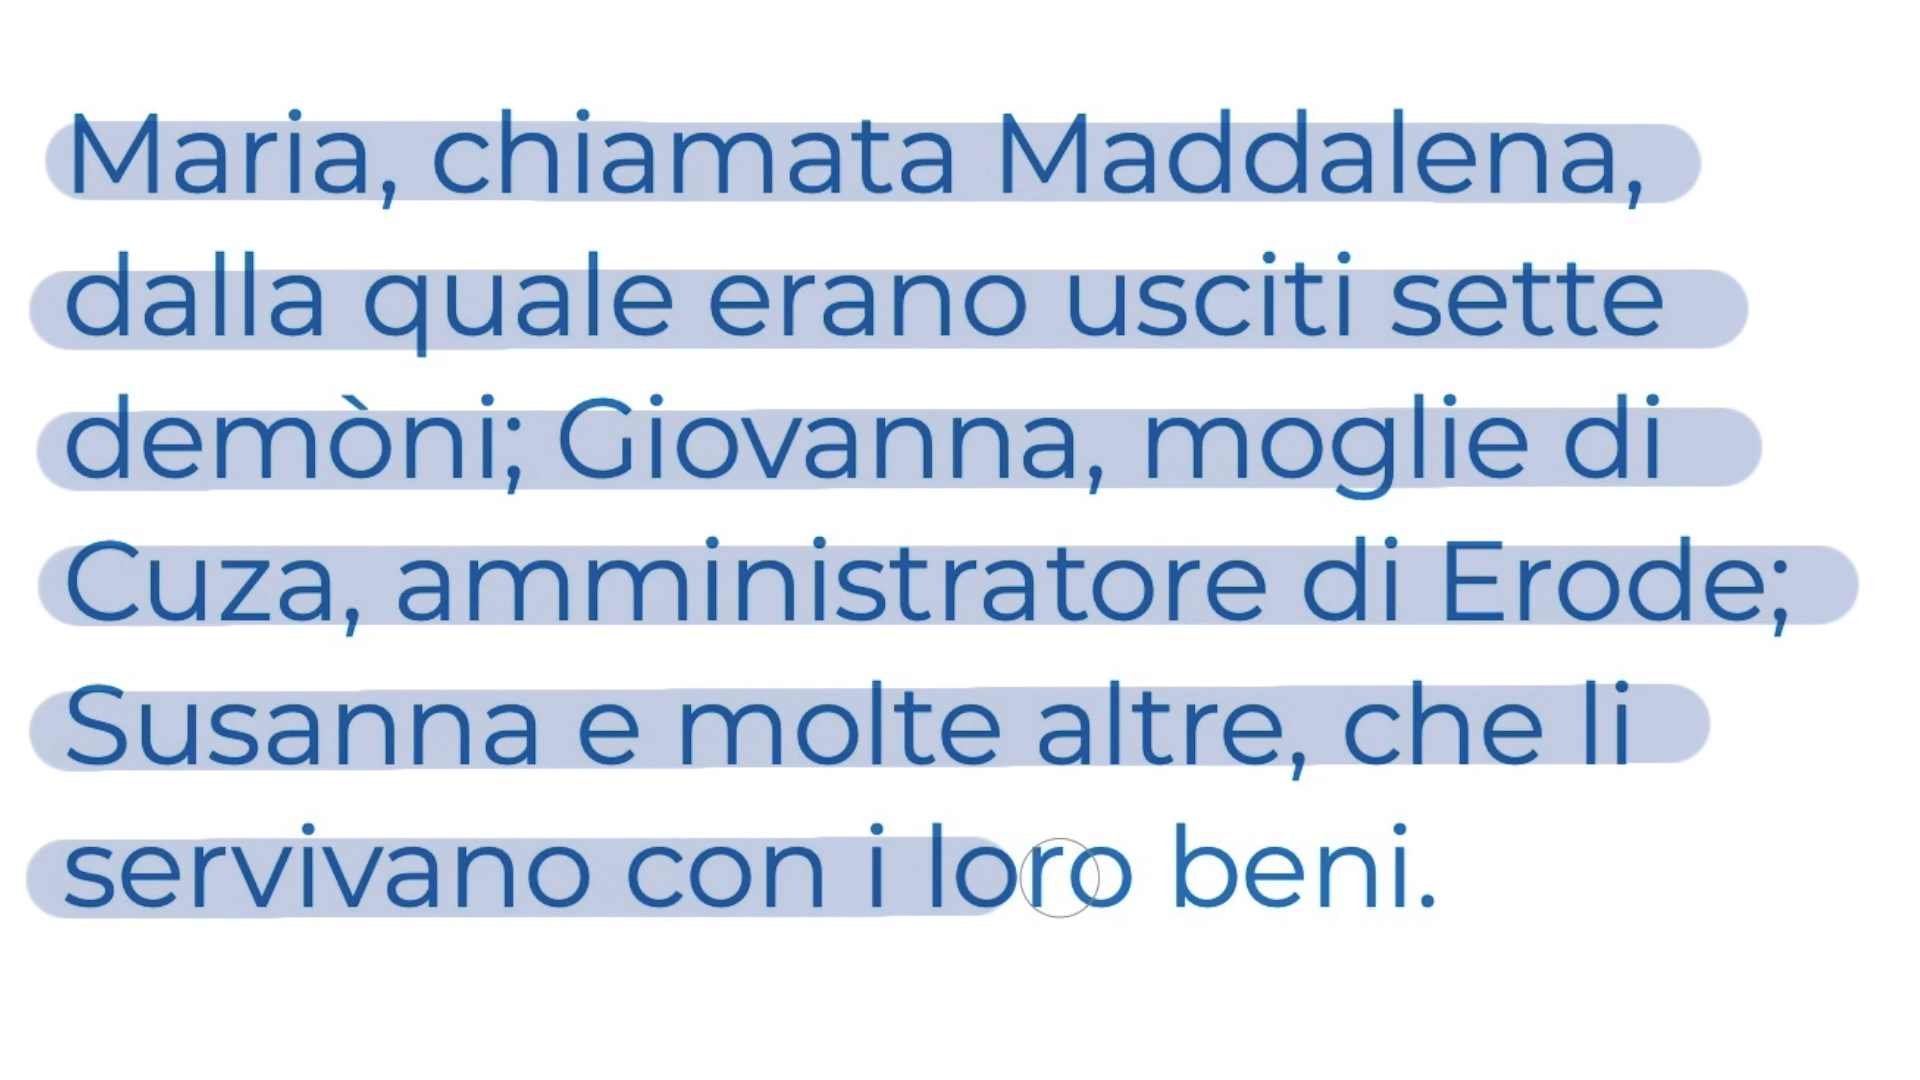 Maria, chiamata Maddalena,
dalla quale erano usciti sette
demòni; Giovanna, moglie di
Cuza, amministratore di Erode;
Susanna e molte altre, che li
servivano con i loro beni.